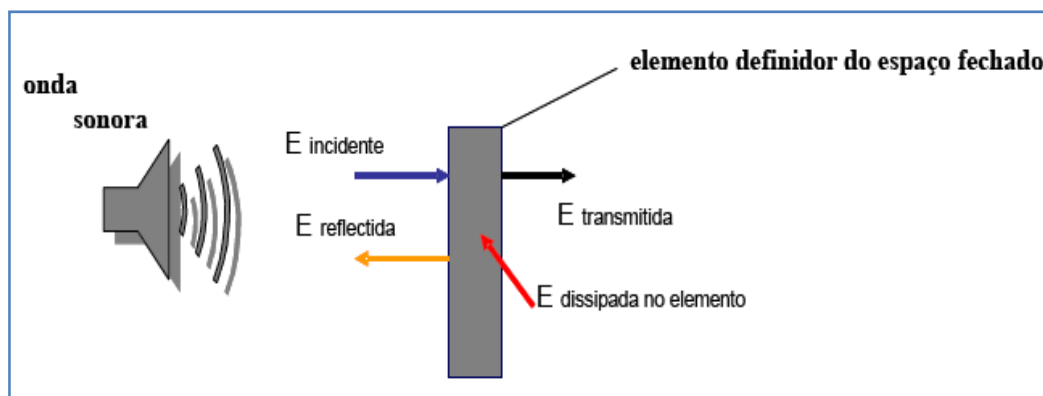 elemento definidor do espaço fechado
onda
sonora
E incidente
E reflectida
E transmitida
E dissipada no elemento